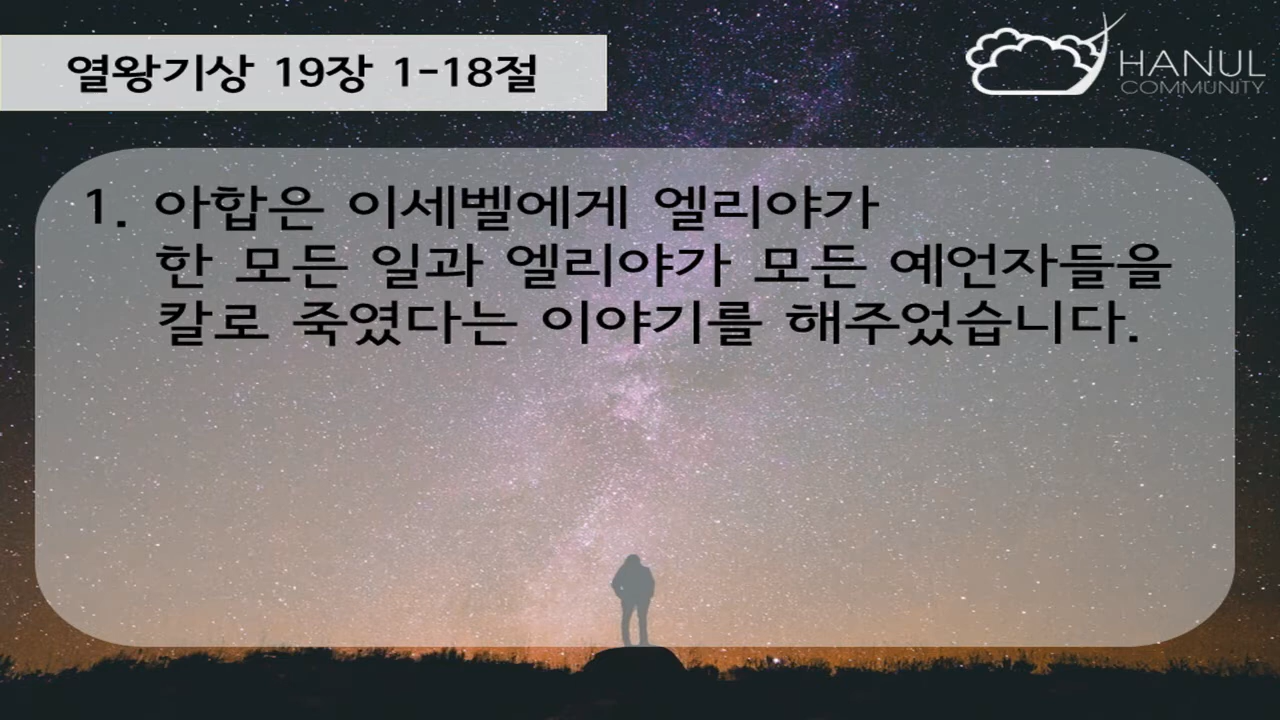 열왕기상 19장 1-18절
HANUL
COMMUNITY
1. 아합은 이세벨에게 엘리야가
한 모든 일과 엘리야가 모든 예언자들을
칼로 죽였다는 이야기를 해주었습니다.